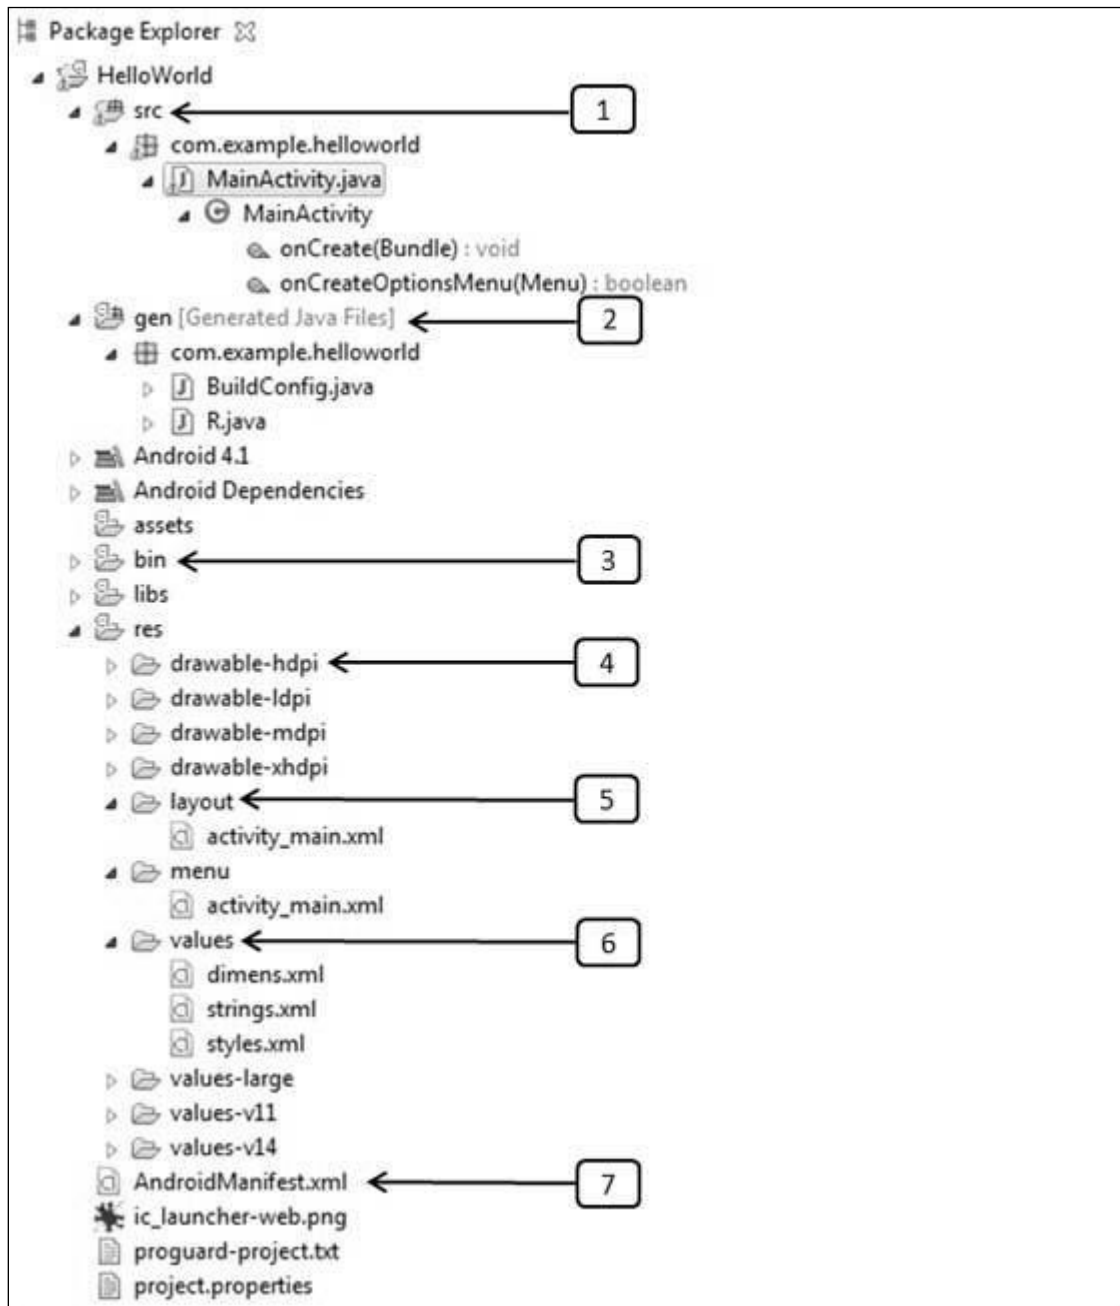 Package Explorer
HelloWorld
src 1
com.example.helloworld
MainActivity.java
MainActivity
onCreate(Bundle) : void
onCreateOptionsMenu(Menu) : boolean
gen [Generated Java Files] 2
com.example.helloworld
BuildConfig.java
R.java
Android 4.1
Android Dependencies
assets
bin 3
libs
res
drawable-hdpi 4
drawable-ldpi
drawable-mdpi
drawable-xhdpi
layout 5
activity_main.xml
menu
activity_main.xml
values 6
dimens.xml
strings.xml
styles.xml
values-large
values-v11
values-v14
AndroidManifest.xml 7
ic_launcher-web.png
proguard-project.txt
project.properties